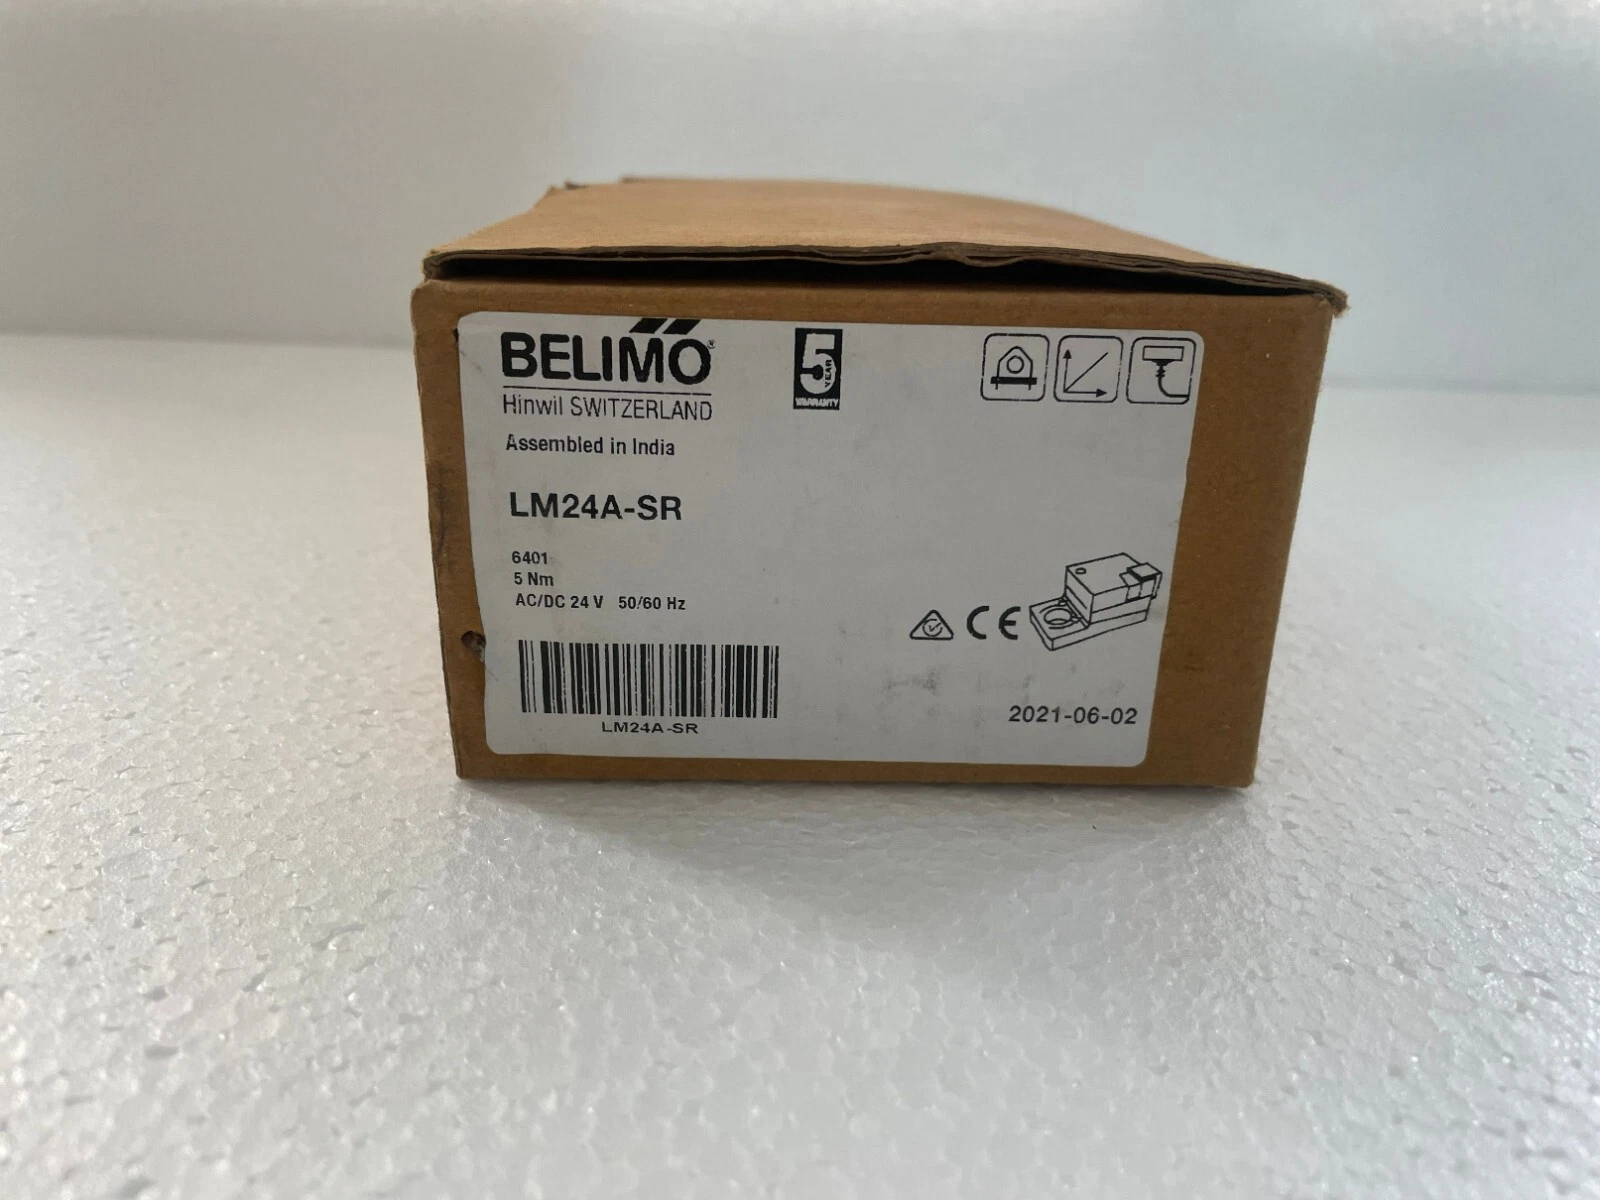 BELIMO®
Hinwil SWITZERLAND
5
YEAR
WARRANTY
Assembled in India
LM24A-SR
6401
5 Nm
AC/DC 24 V 50/60 Hz
CE
LM24A-SR
2021-06-02